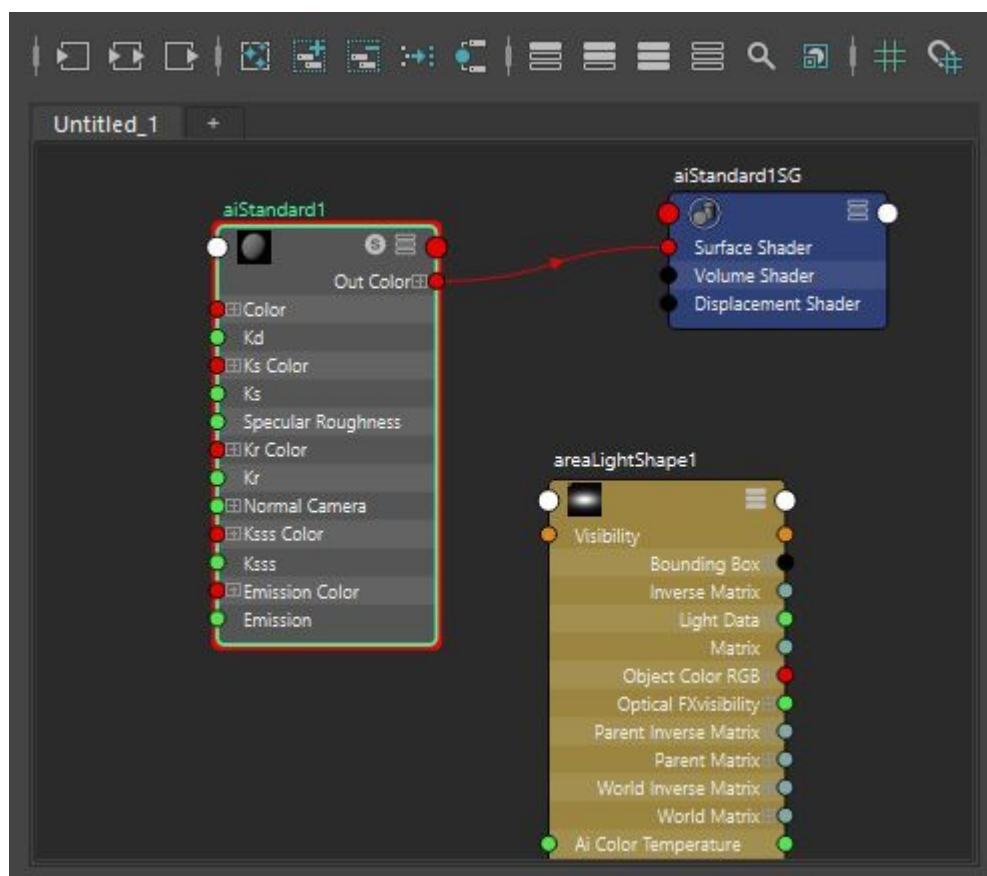 Untitled_1 +
aiStandard1SG
Surface Shader
Volume Shader
Displacement Shader
aiStandard1
S
Out Color
Color
Kd
Ks Color
Ks
Specular Roughness
Kr Color
Kr
Normal Camera
Ksss Color
Ksss
Emission Color
Emission
areaLightShape1
Visibility
Bounding Box
Inverse Matrix
Light Data
Matrix
Object Color RGB
Optical FXvisibility
Parent Inverse Matrix
Parent Matrix
World Inverse Matrix
World Matrix
Ai Color Temperature